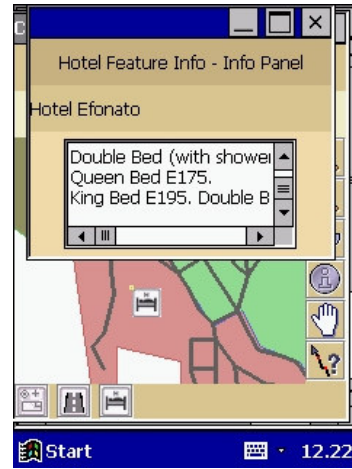 Hotel Feature Info - Info Panel
Hotel Efonato
Double Bed (with shower
Queen Bed E175.
King Bed E195. Double B
Start
12.22